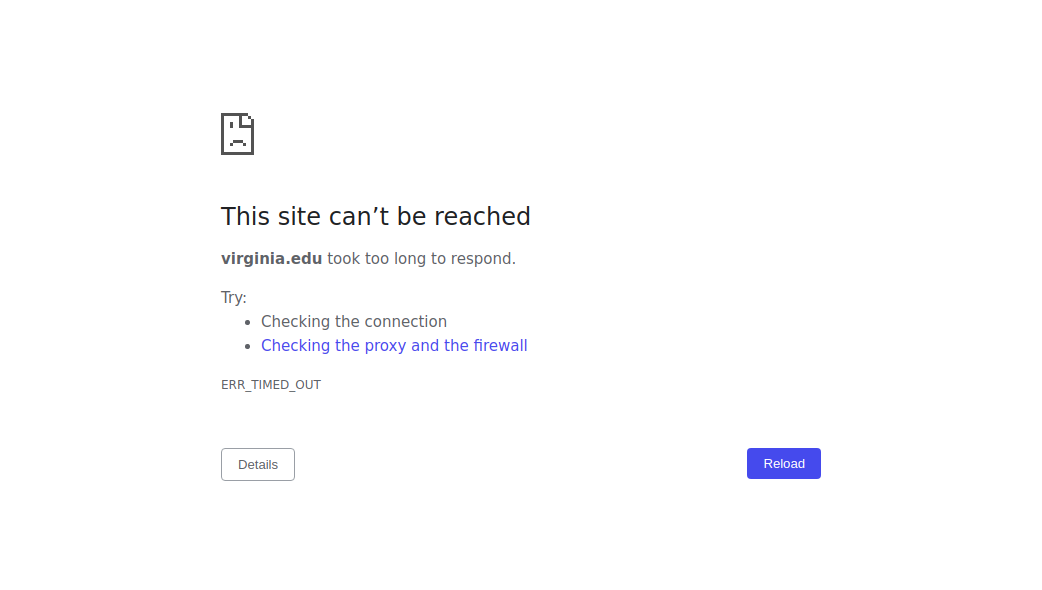 This site can’t be reached
virginia.edu took too long to respond.
Try:
Checking the connection
Checking the proxy and the firewall
ERR_TIMED_OUT
Details
Reload